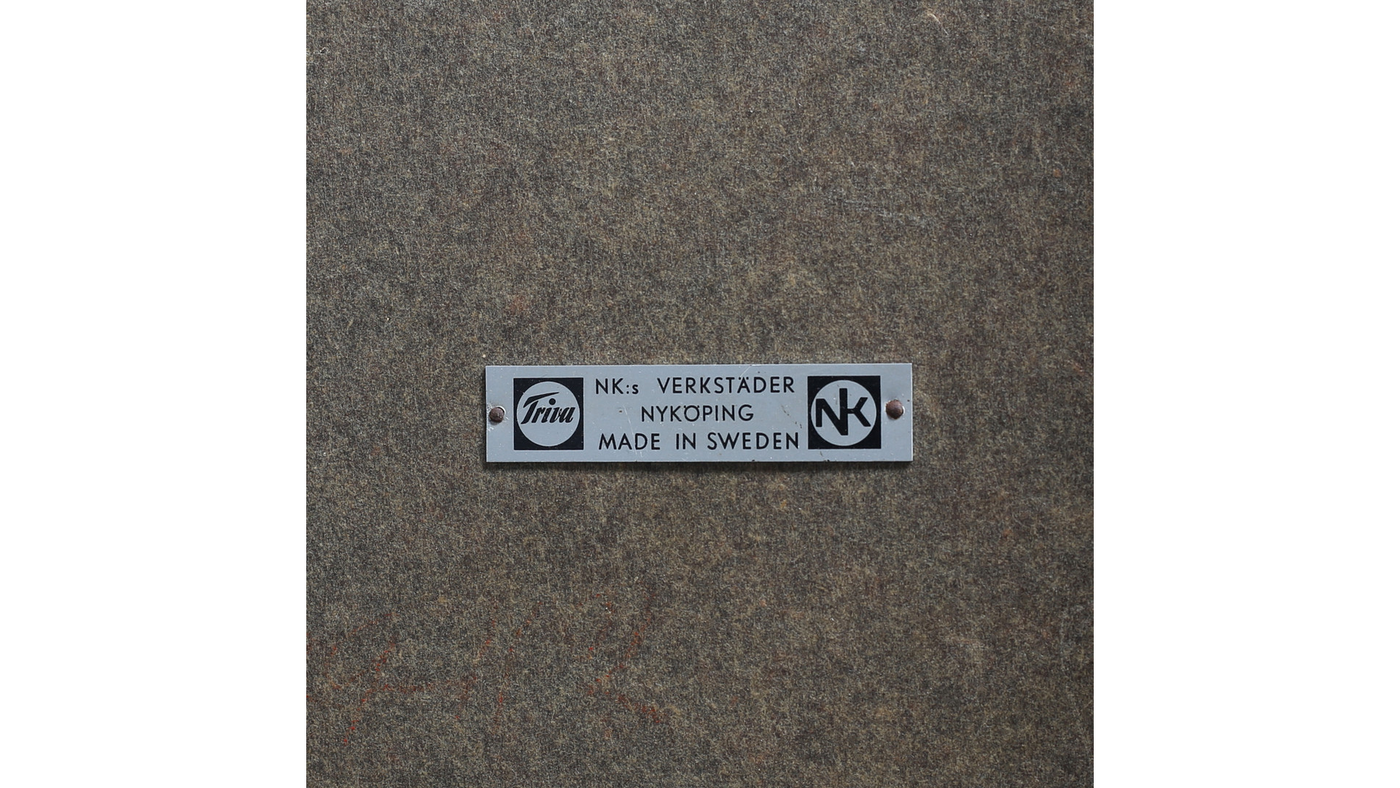 Triva
NK:s VERKSTÄDER
NYKÖPING
MADE IN SWEDEN
NK